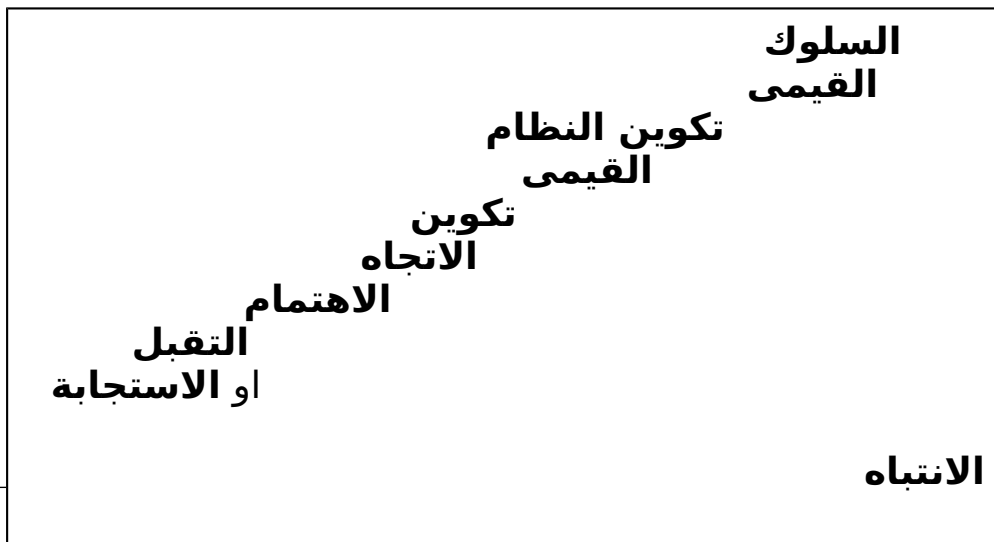 السلوك
القيمى
تكوين النظام
القيمى
تكوين
الاتجاه
الاهتمام
التقبل
او الاستجابة
الانتباه